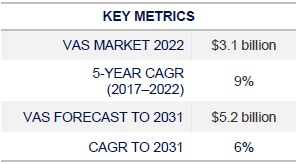 KEY METRICS
VAS MARKET 2022 $3.1 billion
5-YEAR CAGR
(2017–2022) 9%
VAS FORECAST TO 2031 $5.2 billion
CAGR TO 2031 6%